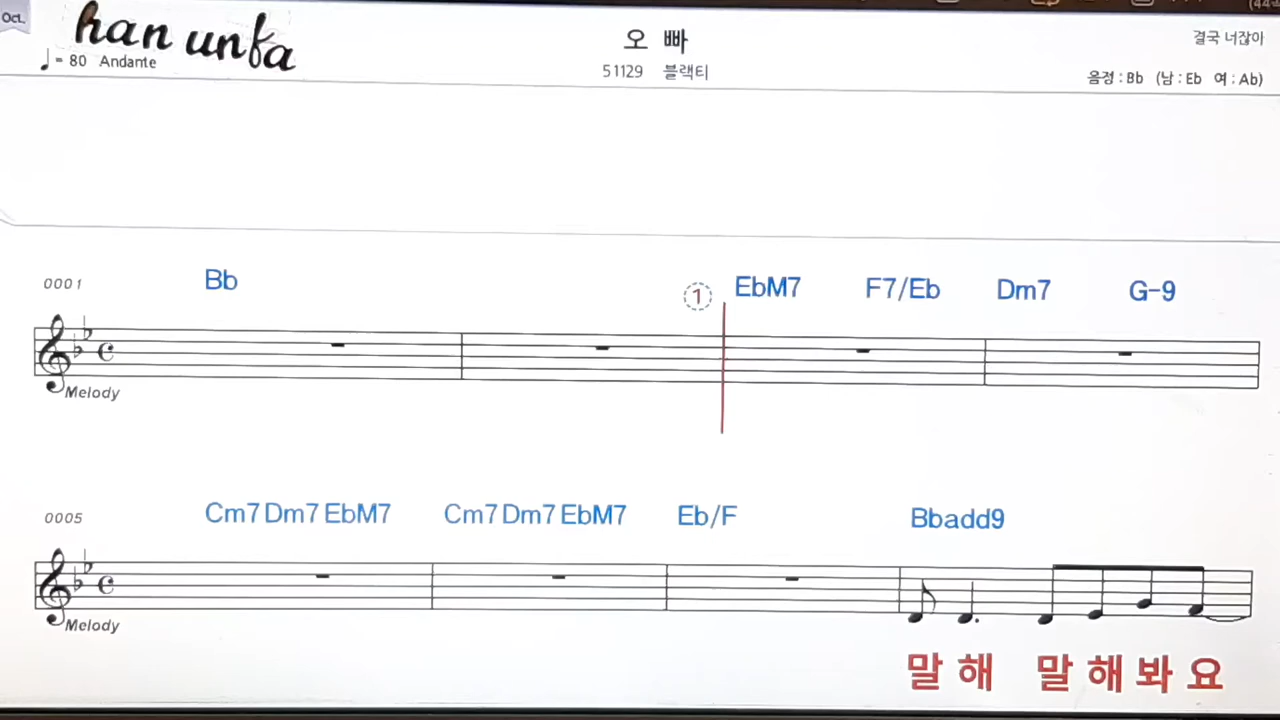 Oct.
han unfa
♩= 80 Andante
오 빠
51129 블랙티
결국 너잖아
음정 : Bb (남 : Eb 여 : Ab)
0001
Bb
1
EbM7 F7/Eb Dm7 G-9
Melody
0005
Cm7 Dm7 EbM7 Cm7 Dm7 EbM7 Eb/F Bbadd9
Melody
말 해 말 해 봐 요